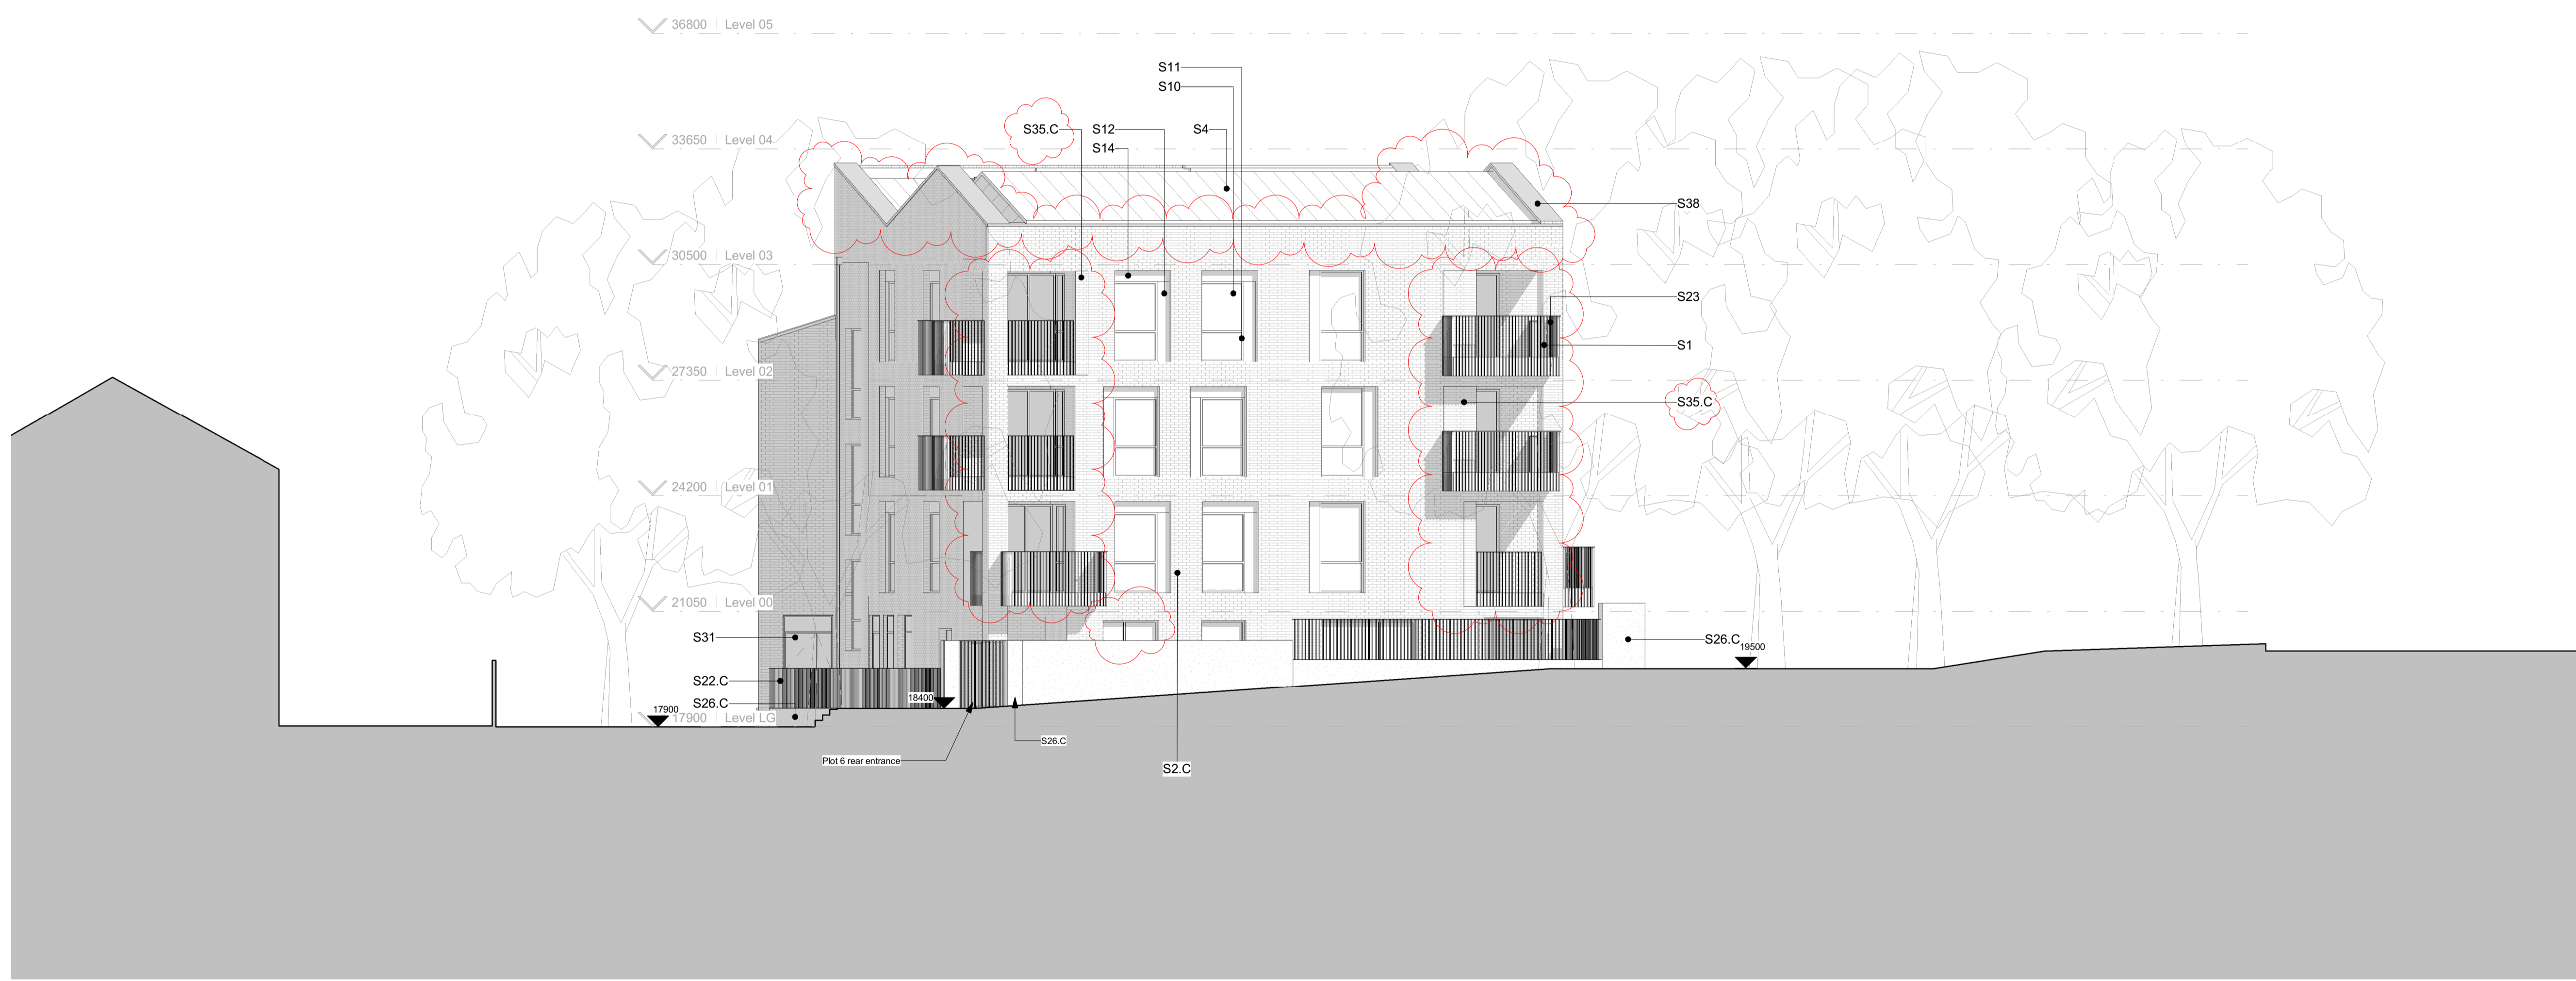 36800 | Level 05
S11
S10
S35.C
S12
S4
33650 | Level 04
S14
S38
30500 | Level 03
S23
S1
27350 | Level 02
S35.C
24200 | Level 01
21050 | Level 00
S31
S26.C
19500
S22.C
18400
S26.C
17900
17900 | Level LG
S26.C
Plot 6 rear entrance
S2.C